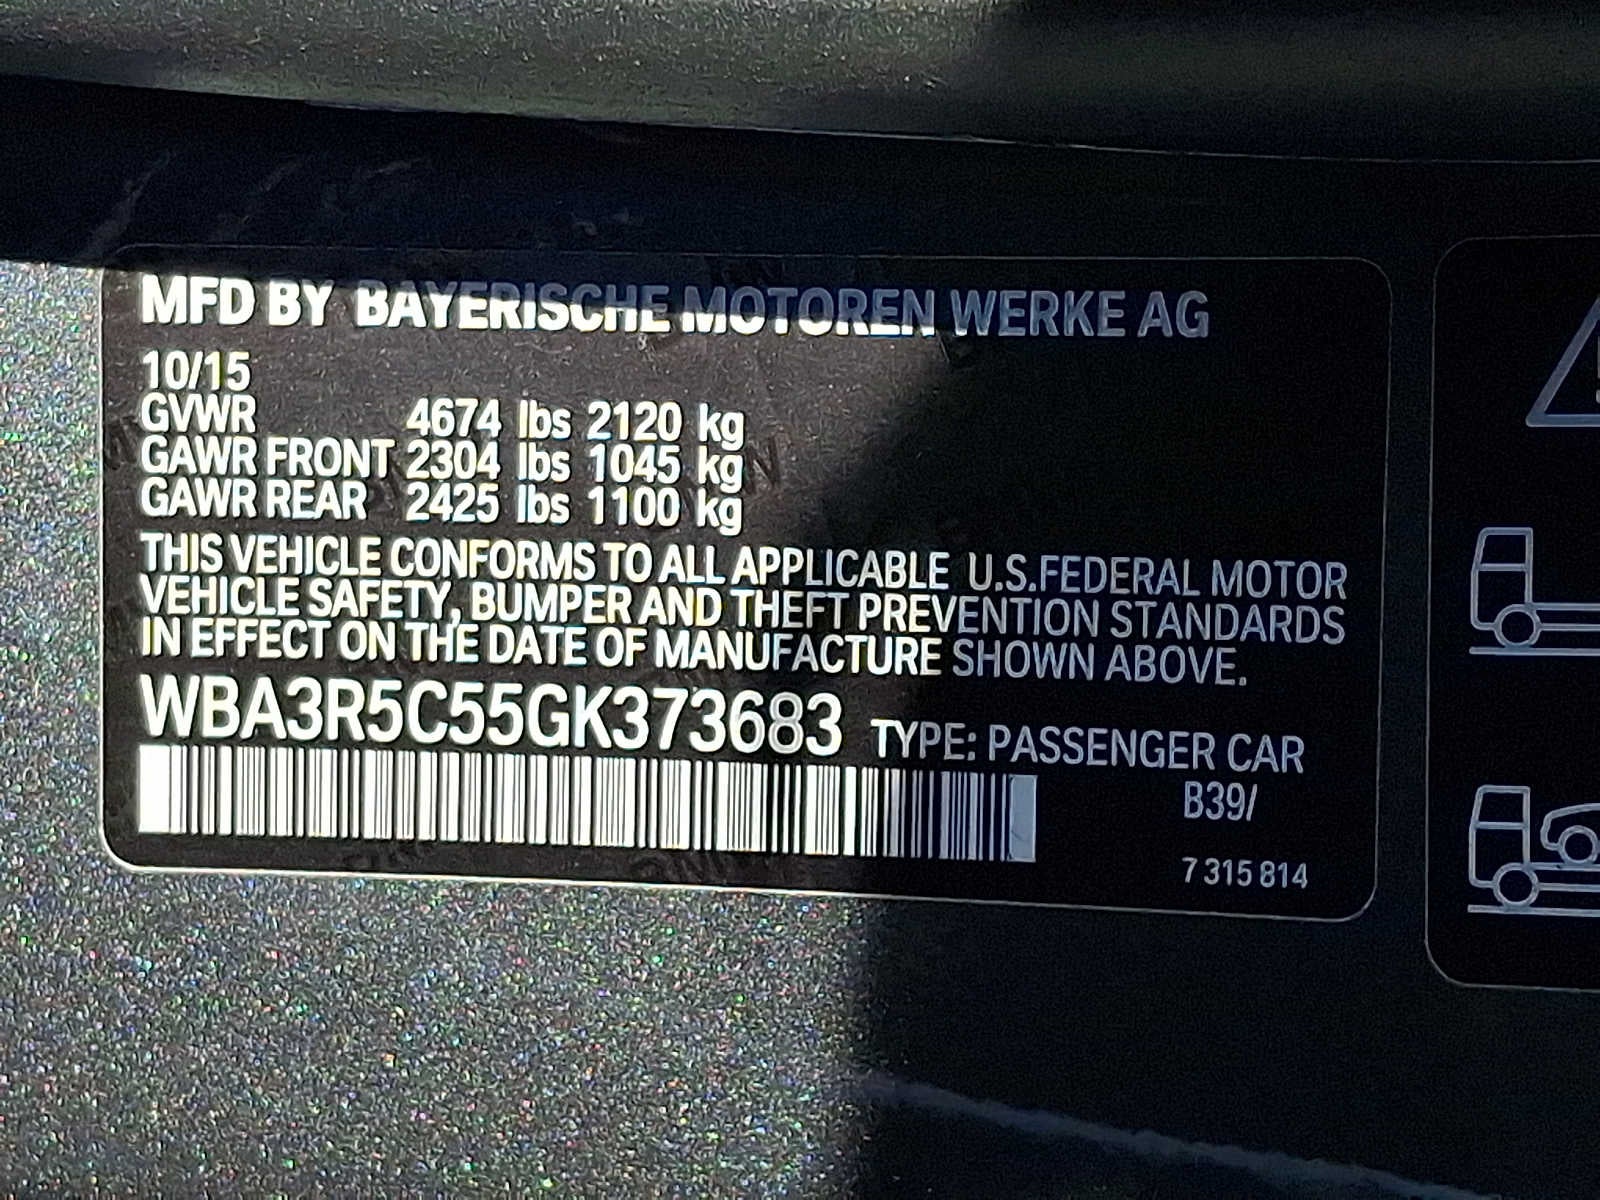 MFD BY BAYERISCHE MOTOREN WERKE AG
10/15
GVWR 4674 lbs 2120 kg
GAWR FRONT 2304 lbs 1045 kg
GAWR REAR 2425 lbs 1100 kg
THIS VEHICLE CONFORMS TO ALL APPLICABLE U.S.FEDERAL MOTOR
VEHICLE SAFETY, BUMPER AND THEFT PREVENTION STANDARDS
IN EFFECT ON THE DATE OF MANUFACTURE SHOWN ABOVE.
WBA3R5C55GK373683 TYPE: PASSENGER CAR
B39/
7 315 814